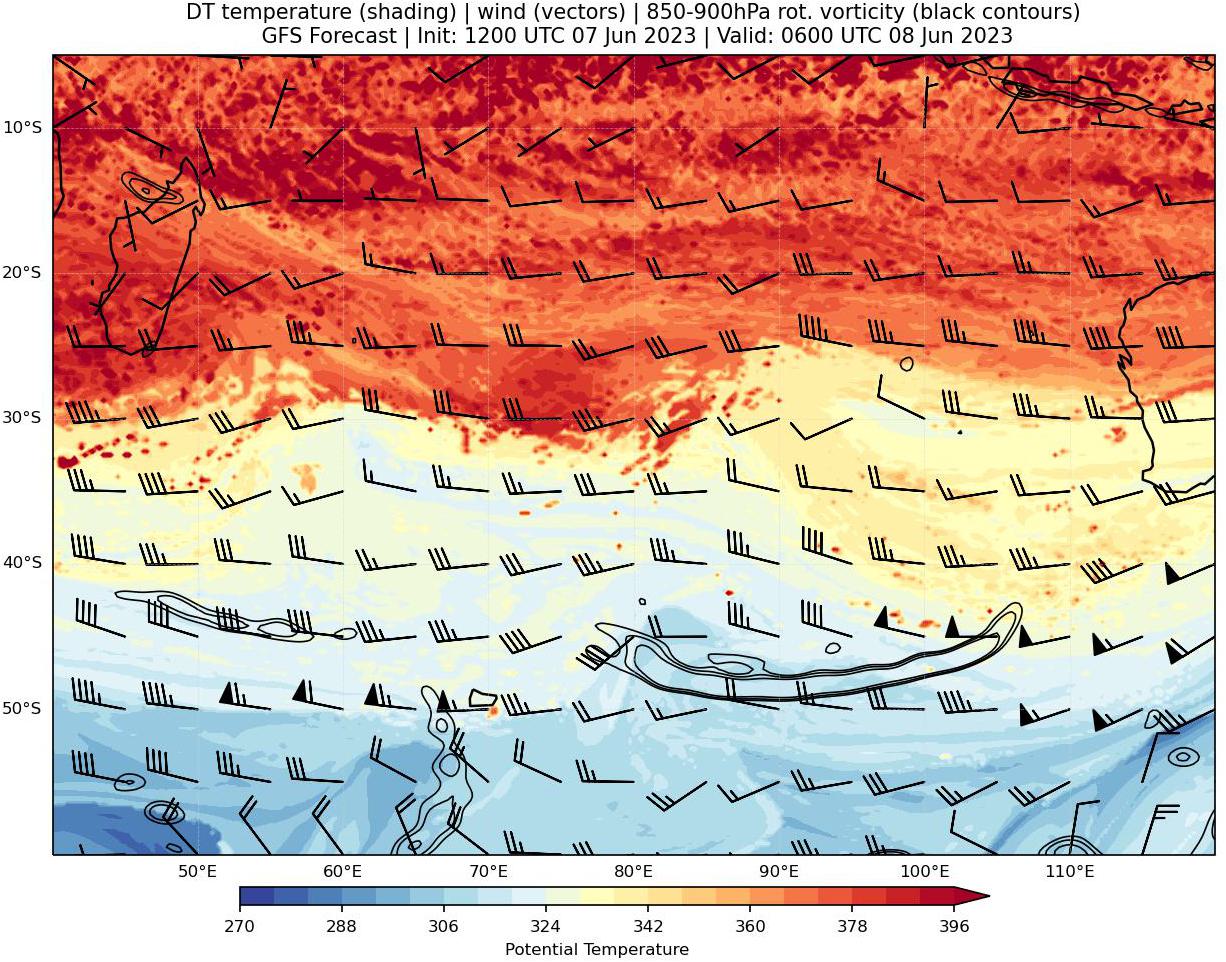 DT temperature (shading) | wind (vectors) | 850-900hPa rot. vorticity (black contours)
GFS Forecast | Init: 1200 UTC 07 Jun 2023 | Valid: 0600 UTC 08 Jun 2023
10°S
20°S
30°S
40°S
50°S
50°E 60°E 70°E 80°E 90°E 100°E 110°E
270 288 306 324 342 360 378 396
Potential Temperature